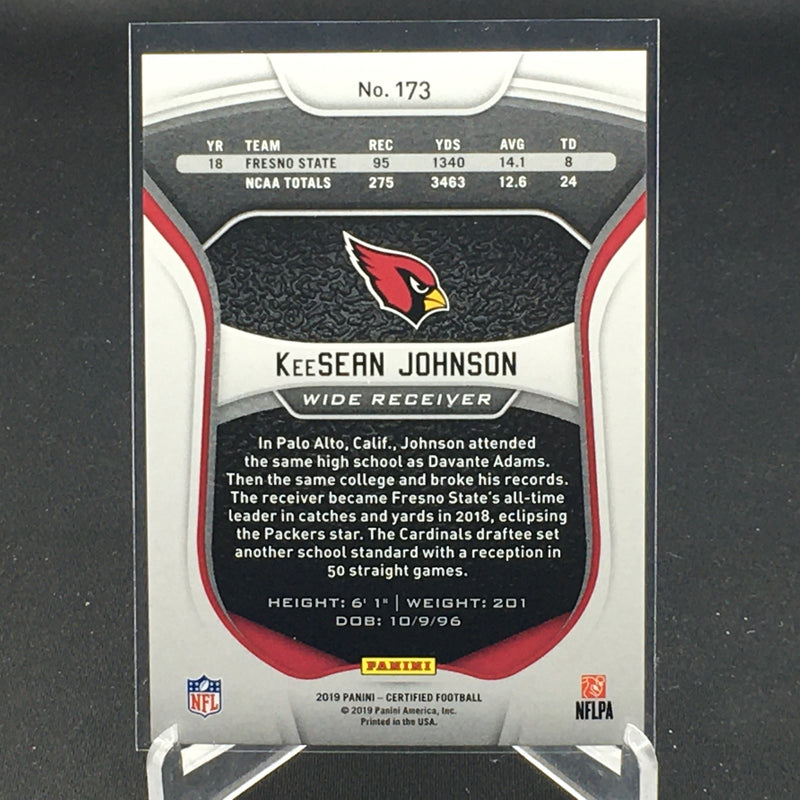 No. 173
YR TEAM REC YDS AVG TD
18 FRESNO STATE 95 1340 14.1 8
NCAA TOTALS 275 3463 12.6 24
KeeSEAN JOHNSON
WIDE RECEIVER
In Palo Alto, Calif., Johnson attended
the same high school as Davante Adams.
Then the same college and broke his records.
The receiver became Fresno State's all-time
leader in catches and yards in 2018, eclipsing
the Packers star. The Cardinals draftee set
another school standard with a reception in
50 straight games.
HEIGHT: 6' 1" | WEIGHT: 201
DOB: 10/9/96
PANINI
NFL
2019 PANINI – CERTIFIED FOOTBALL
© 2019 Panini America, Inc.
Printed in the USA.
NFLPA